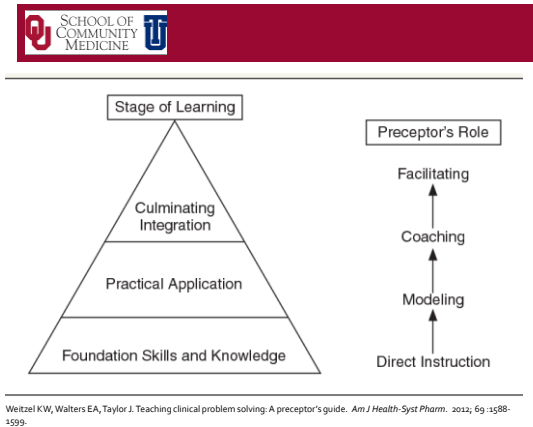 SCHOOL OF
COMMUNITY
MEDICINE
Stage of Learning
Culminating
Integration
Practical Application
Foundation Skills and Knowledge
Preceptor's Role
Facilitating
Coaching
Modeling
Direct Instruction
Weitzel KW, Walters EA, Taylor J. Teaching clinical problem solving: A preceptor's guide. Am J Health-Syst Pharm. 2012; 69 :1588-
1599.